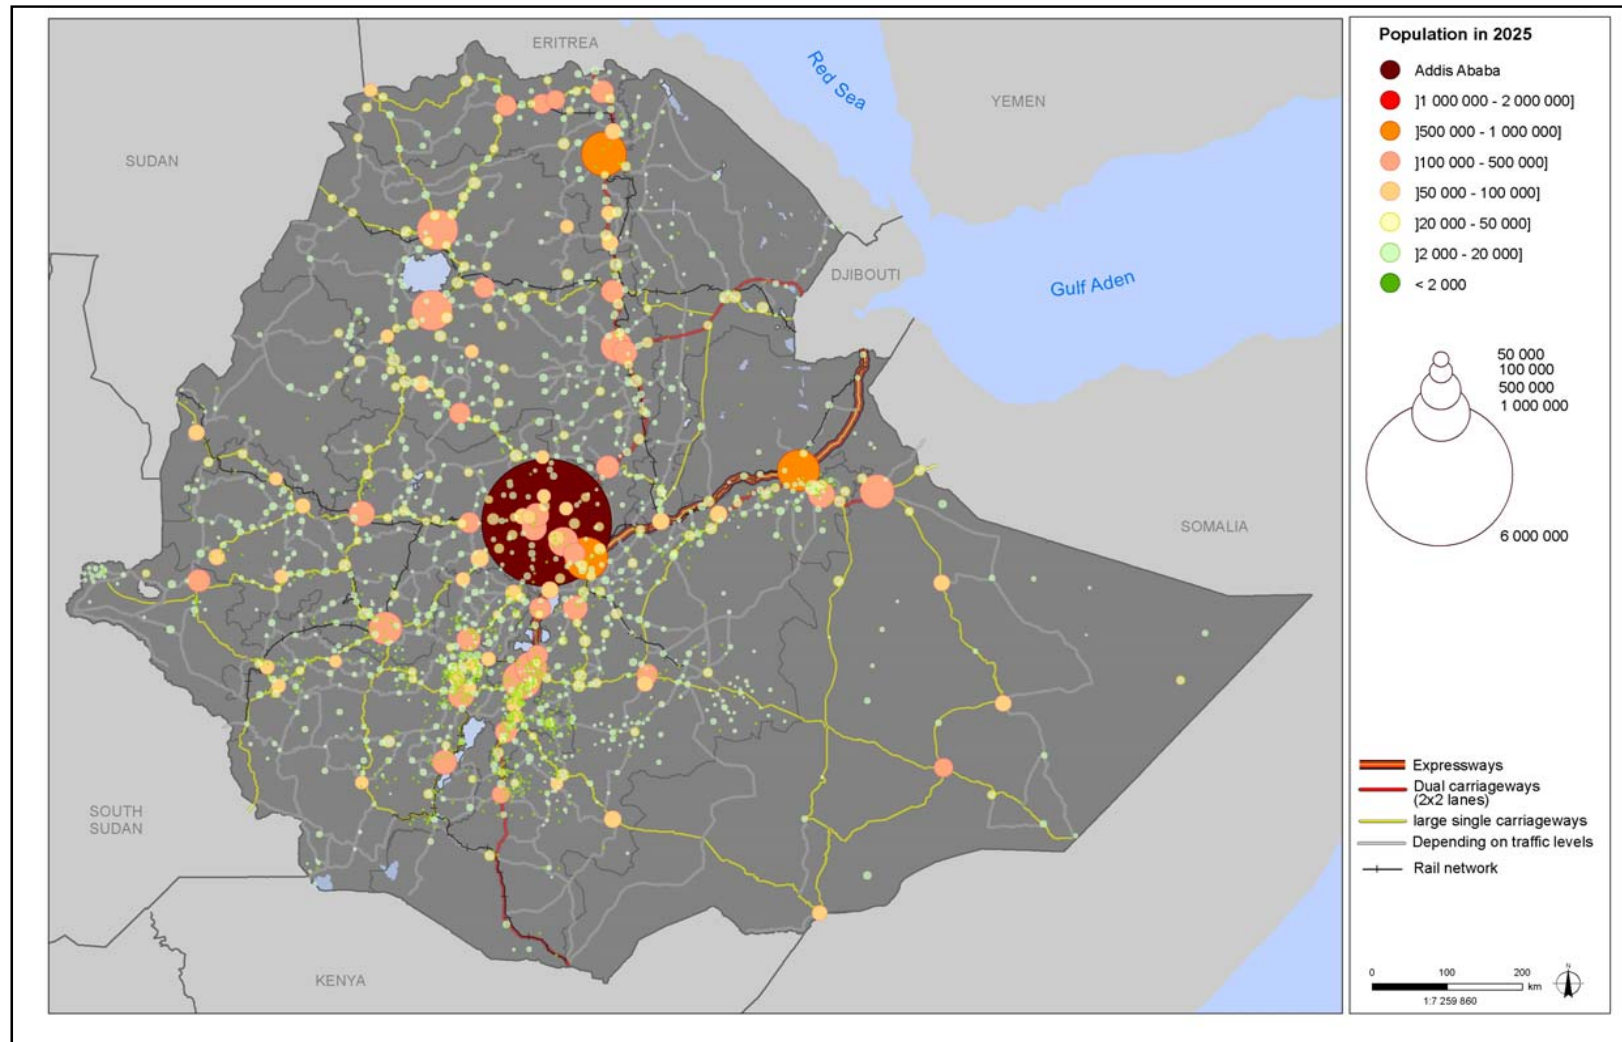 ERITREA
Red Sea
YEMEN
SUDAN
DJIBOUTI
Gulf Aden
SOMALIA
SOUTH
SUDAN
KENYA
Population in 2025
Addis Ababa
]1 000 000 - 2 000 000]
]500 000 - 1 000 000]
]100 000 - 500 000]
]50 000 - 100 000]
]20 000 - 50 000]
]2 000 - 20 000]
< 2 000
50 000
100 000
500 000
1 000 000
6 000 000
Expressways
Dual carriageways
(2x2 lanes)
large single carriageways
Depending on traffic levels
Rail network
N
0 100 200
km
1:7 259 860